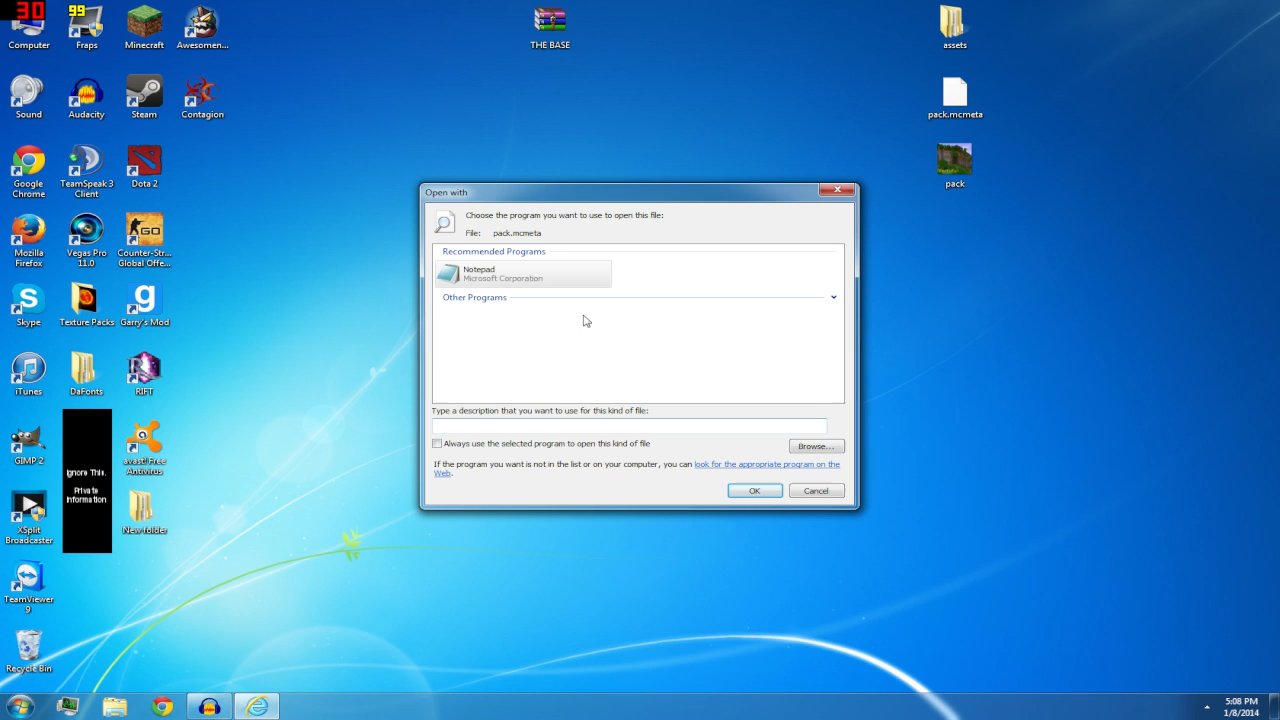 30
99
Computer
Fraps
Minecraft
Awesomen...
THE BASE
assets
Sound
Audacity
Steam
Contagion
pack.mcmeta
Google
Chrome
TeamSpeak 3
Client
Dota 2
pack
Mozilla
Firefox
Vegas Pro
11.0
GO
Counter-Str...
Global Offe...
Skype
Texture Packs
g
Garry's Mod
iTunes
DaFonts
RIFT
GIMP 2
Ignore This.
Private
Information
avast! Free
Antivirus
XSplit
Broadcaster
New folder
TeamViewer
9
Recycle Bin
Open with
Choose the program you want to use to open this file:
File: pack.mcmeta
Recommended Programs
Notepad
Microsoft Corporation
Other Programs
Type a description that you want to use for this kind of file:
Always use the selected program to open this kind of file
Browse...
If the program you want is not in the list or on your computer, you can look for the appropriate program on the
Web.
OK
Cancel
5:08 PM
1/8/2014